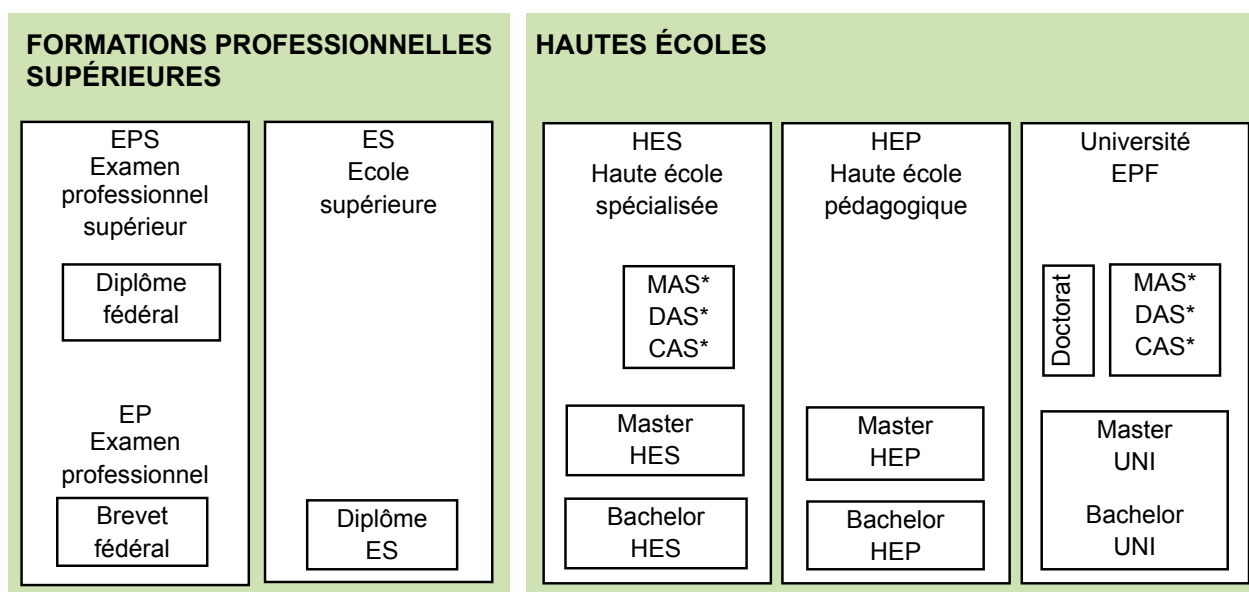 FORMATIONS PROFESSIONNELLES
SUPÉRIEURES
EPS
Examen
professionnel
supérieur
Diplôme
fédéral
EP
Examen
professionnel
Brevet
fédéral
ES
Ecole
supérieure
Diplôme
ES
HAUTES ÉCOLES
HES
Haute école
spécialisée
MAS*
DAS*
CAS*
Master
HES
Bachelor
HES
HEP
Haute école
pédagogique
Master
HEP
Bachelor
HEP
Université
EPF
Doctorat
MAS*
DAS*
CAS*
Master
UNI
Bachelor
UNI